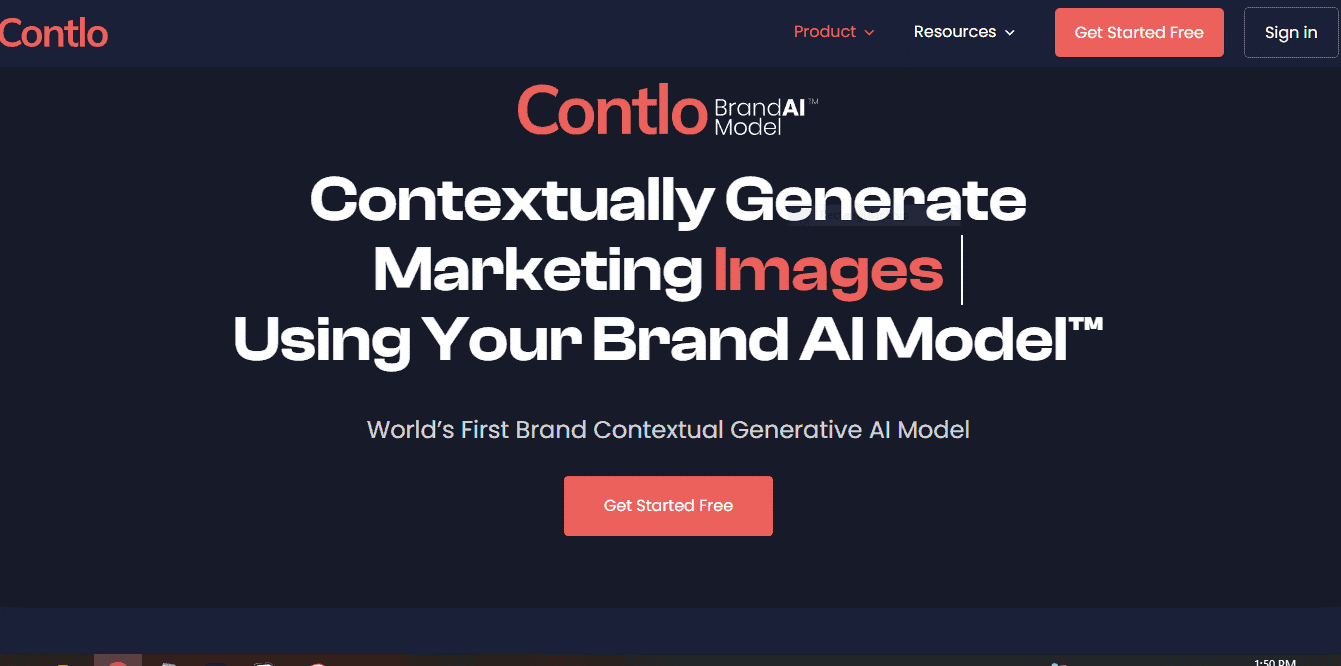 Contlo
Product
Resources
Get Started Free
Sign in
Contlo BrandAI™
Model
Contextually Generate
Marketing Images
Using Your Brand AI Model™
World’s First Brand Contextual Generative AI Model
Get Started Free
1:50 PM